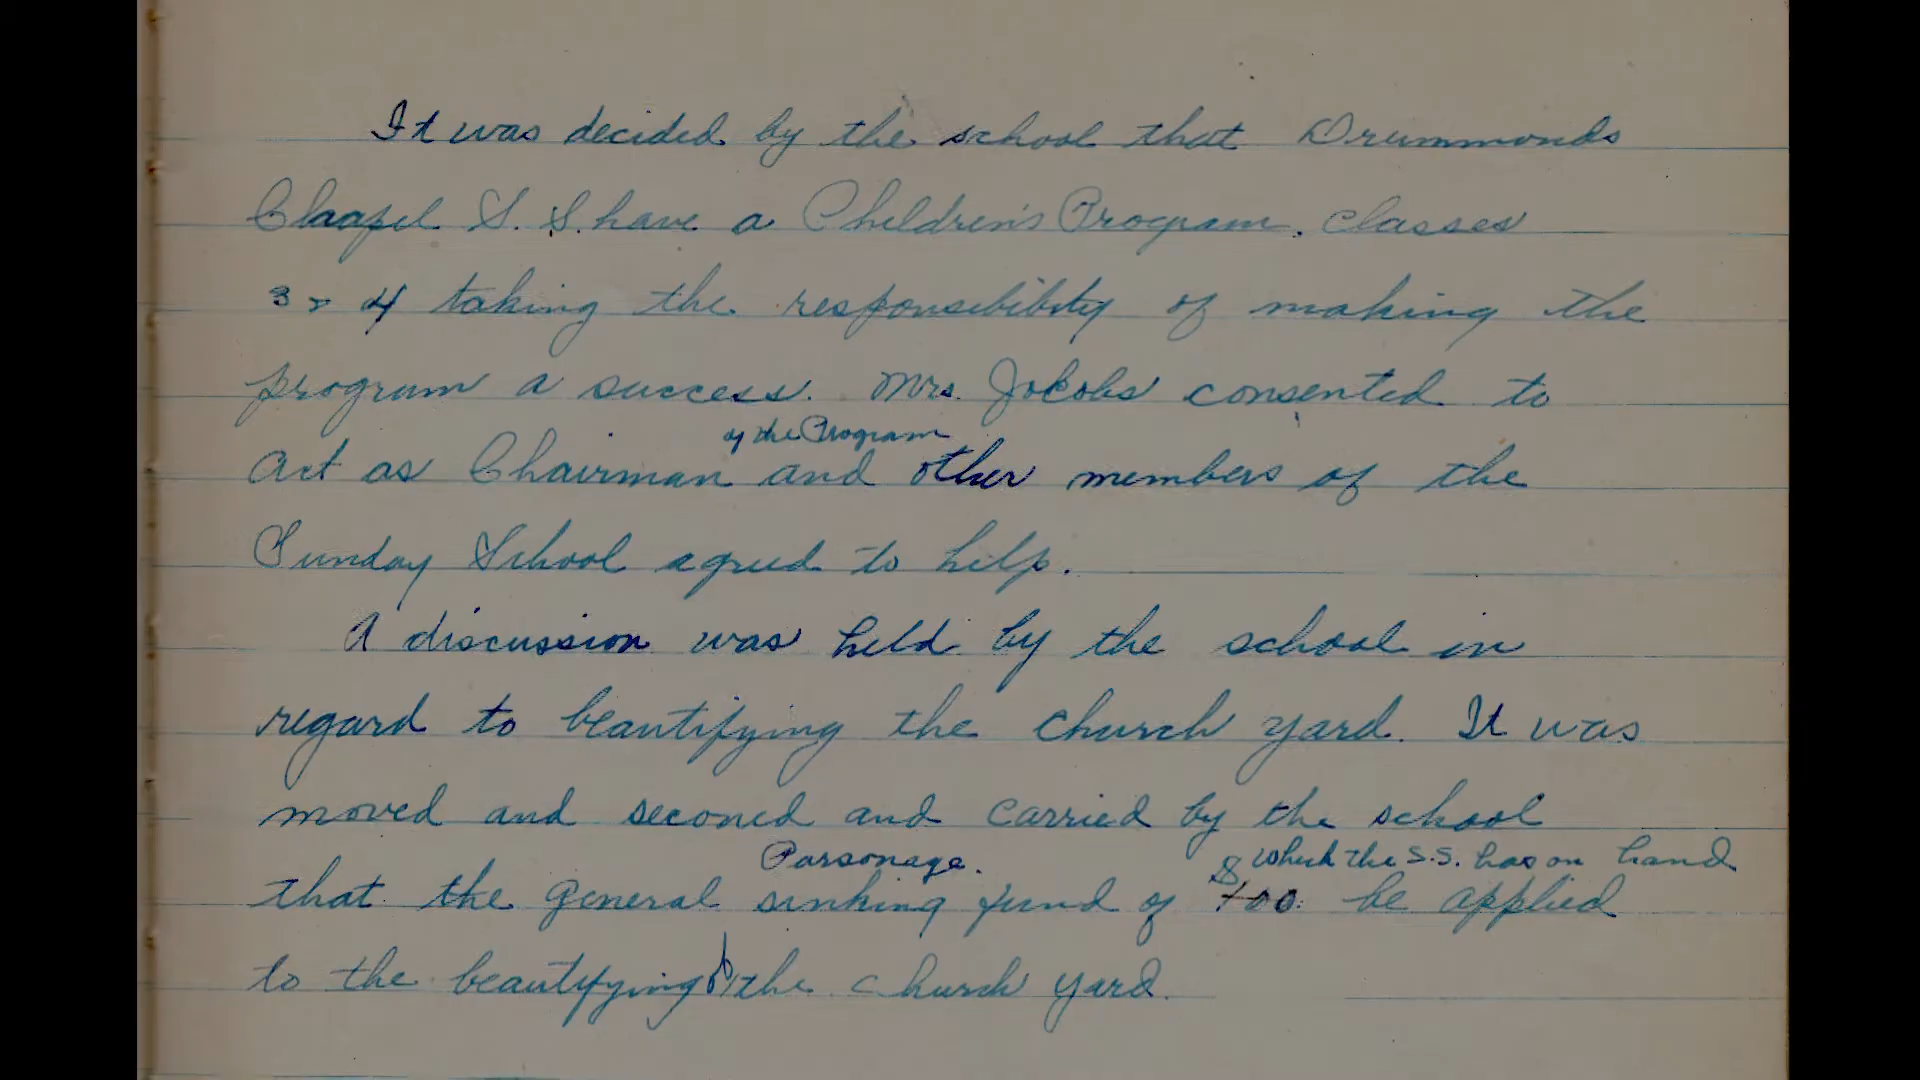 It was decided by the school that Drummonds
Chaapel S. S. have a Children's Program. Classes
3 & 4 taking the responsibility of making the
program a success. Mrs. Jacobs consented to
of the Program
act as Chairman and other members of the
Sunday School agreed to help.
A discussion was held by the school in
regard to beautifying the church yard. It was
moved and seconed and carried by the school
Parsonage. & which the S.S. has on hand
that the general sinking fund of be applied
to the beautifying of the church yard.